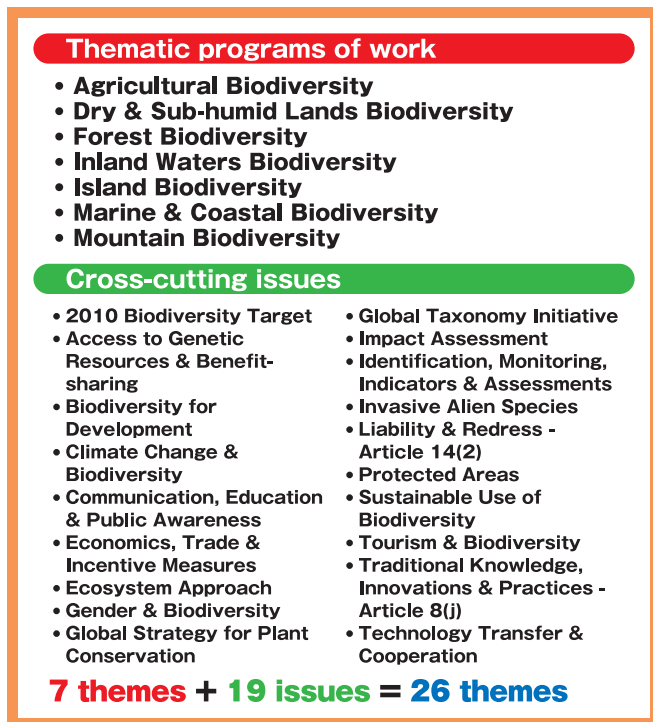 Thematic programs of work
• Agricultural Biodiversity
• Dry & Sub-humid Lands Biodiversity
• Forest Biodiversity
• Inland Waters Biodiversity
• Island Biodiversity
• Marine & Coastal Biodiversity
• Mountain Biodiversity
Cross-cutting issues
• 2010 Biodiversity Target
• Access to Genetic
Resources & Benefit-
sharing
• Biodiversity for
Development
• Climate Change &
Biodiversity
• Communication, Education
& Public Awareness
• Economics, Trade &
Incentive Measures
• Ecosystem Approach
• Gender & Biodiversity
• Global Strategy for Plant
Conservation
• Global Taxonomy Initiative
• Impact Assessment
• Identification, Monitoring,
Indicators & Assessments
• Invasive Alien Species
• Liability & Redress -
Article 14(2)
• Protected Areas
• Sustainable Use of
Biodiversity
• Tourism & Biodiversity
• Traditional Knowledge,
Innovations & Practices -
Article 8(j)
• Technology Transfer &
Cooperation
7 themes + 19 issues = 26 themes